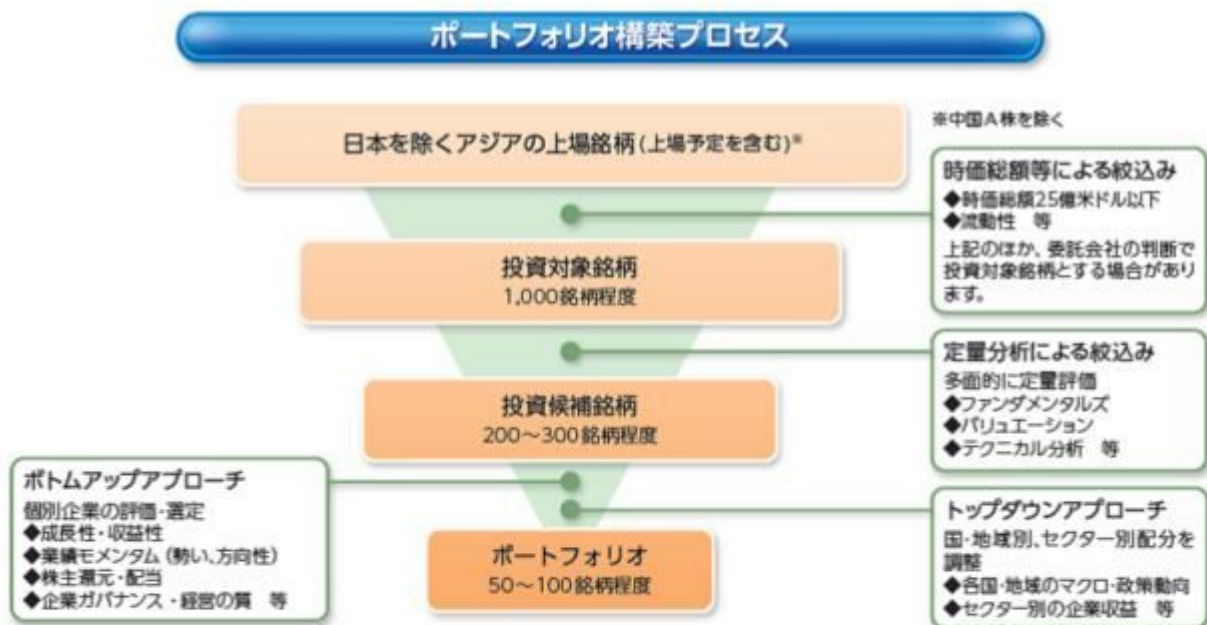 ポートフォリオ構築プロセス
日本を除くアジアの上場銘柄(上場予定を含む)※
※中国A株を除く
時価総額等による絞込み
◆時価総額25億米ドル以下
◆流動性 等
上記のほか、委託会社の判断で
投資対象銘柄とする場合があり
ます。
投資対象銘柄
1,000銘柄程度
定量分析による絞込み
多面的に定量評価
◆ファンダメンタルズ
◆バリュエーション
◆テクニカル分析 等
投資候補銘柄
200～300銘柄程度
ボトムアップアプローチ
個別企業の評価・選定
◆成長性・収益性
◆業績モメンタム(勢い、方向性)
◆株主還元・配当
◆企業ガバナンス・経営の質 等
トップダウンアプローチ
国・地域別、セクター別配分を
調整
◆各国・地域のマクロ・政策動向
◆セクター別の企業収益 等
ポートフォリオ
50～100銘柄程度